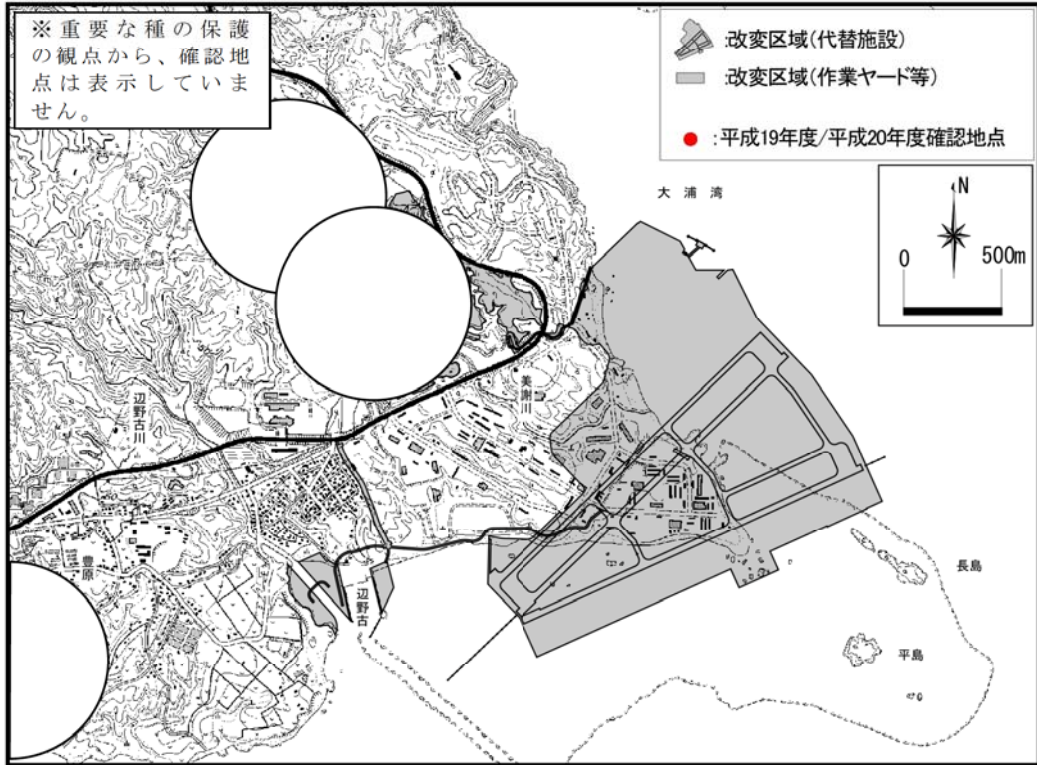 ※重要な種の保護
の観点から、確認地
点は表示していま
せん。
:改変区域(代替施設)
:改変区域(作業ヤード等)
:平成19年度/平成20年度確認地点
大浦湾
N
0 500m
辺野古川
美謝川
豊原
辺野古
長島
平島